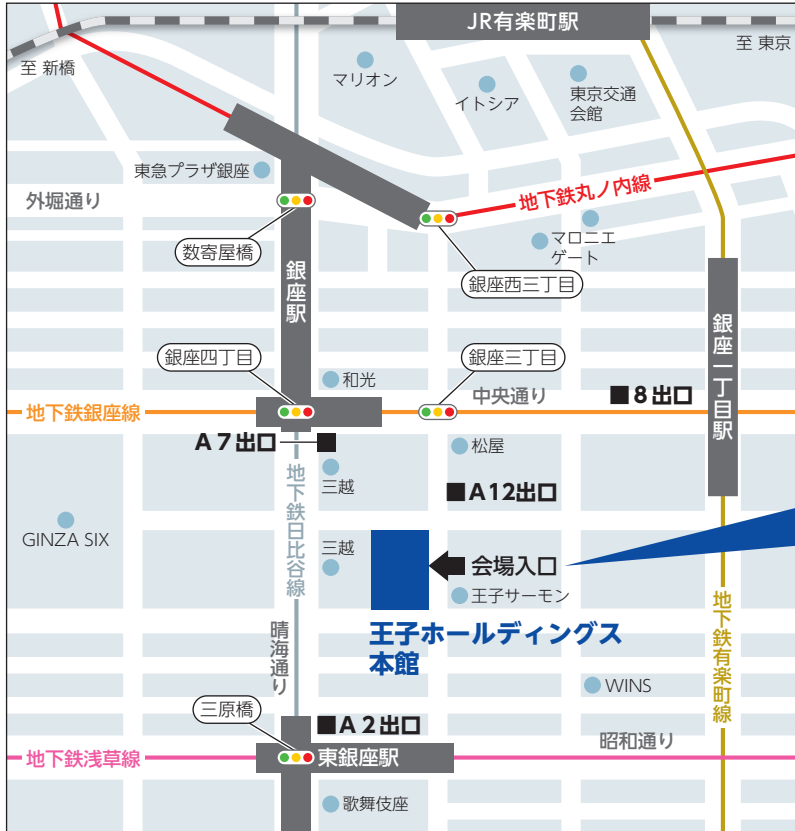 JR有楽町駅
至 新橋
至 東京
マリオン
イトシア
東京交通
会館
東急プラザ銀座
外堀通り
地下鉄丸ノ内線
数寄屋橋
マロニエ
ゲート
銀座駅
銀座西三丁目
銀座一丁目駅
銀座四丁目
銀座三丁目
和光
中央通り
■8出口
地下鉄銀座線
A7出口
■
松屋
三越
■A12出口
地下鉄日比谷線
GINZA SIX
三越
会場入口
王子サーモン
王子ホールディングス
本館
地下鉄有楽町線
晴海通り
WINS
三原橋
■A2出口
昭和通り
地下鉄浅草線
東銀座駅
歌舞伎座